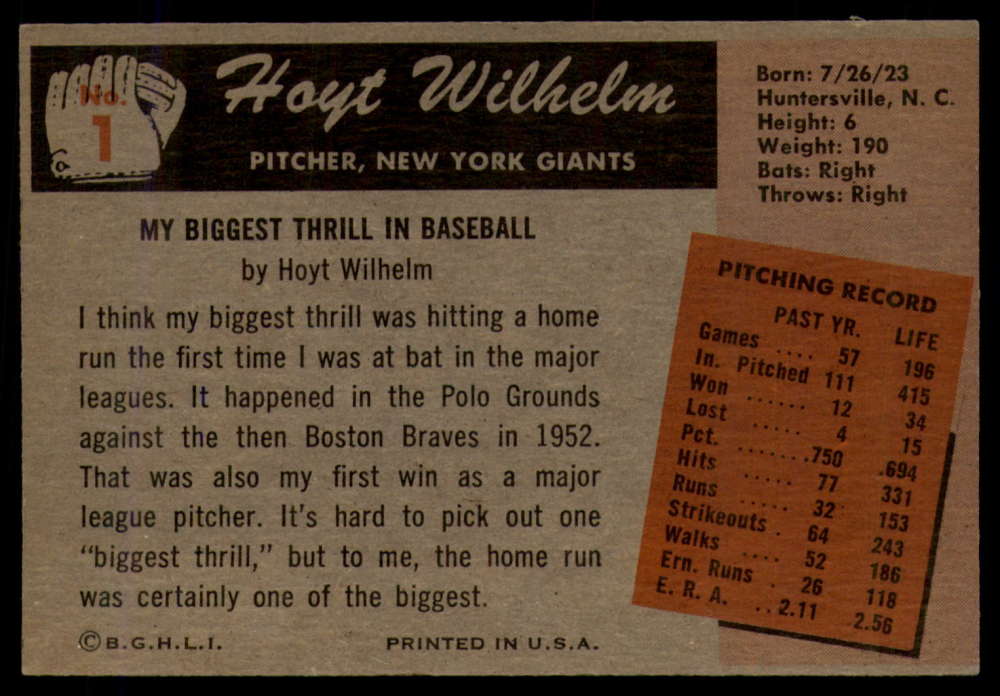 No.
1
Hoyt Wilhelm
PITCHER, NEW YORK GIANTS
Born: 7/26/23
Huntersville, N. C.
Height: 6
Weight: 190
Bats: Right
Throws: Right
MY BIGGEST THRILL IN BASEBALL
by Hoyt Wilhelm
I think my biggest thrill was hitting a home
run the first time I was at bat in the major
leagues. It happened in the Polo Grounds
against the then Boston Braves in 1952.
That was also my first win as a major
league pitcher. It's hard to pick out one
“biggest thrill,” but to me, the home run
was certainly one of the biggest.
© B.G.H.L.I. PRINTED IN U.S.A.
PITCHING RECORD
PAST YR. LIFE
Games .... 57 196
In. Pitched 111 415
Won ...... 12 34
Lost ..... 4 15
Pct. .......750 .694
Hits ..... 77 331
Runs ..... 32 153
Strikeouts . 64 243
Walks .... 52 186
Ern. Runs . 26 118
E. R. A. ..2.11 2.56